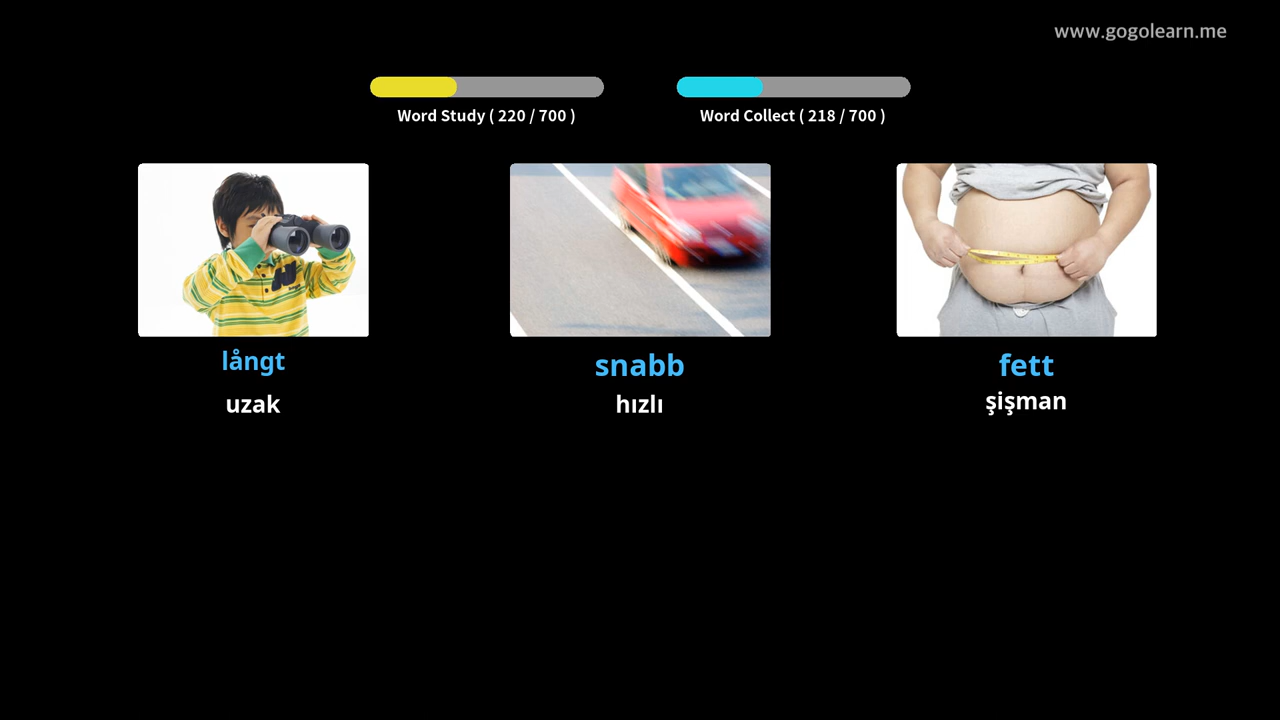 www.gogolearn.me
Word Study ( 220 / 700 )
Word Collect ( 218 / 700 )
långt
snabb
fett
uzak
hızlı
şişman